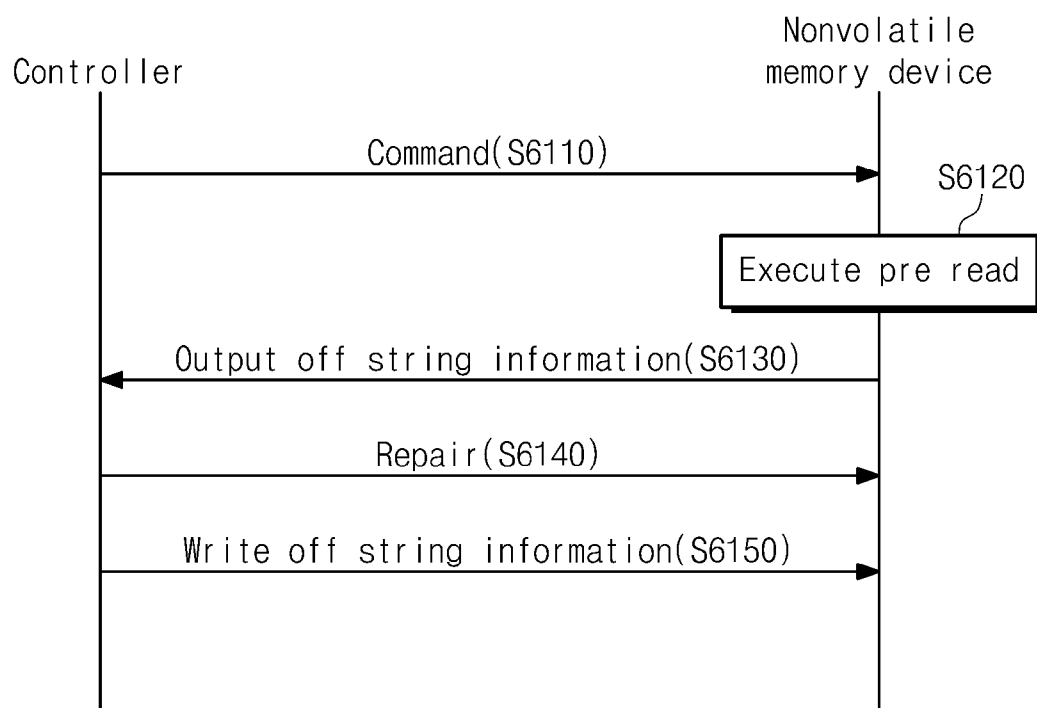 Nonvolatile
memory device
Controller
Command(S6110)
S6120
Execute pre read
Output off string information(S6130)
Repair(S6140)
Write off string information(S6150)